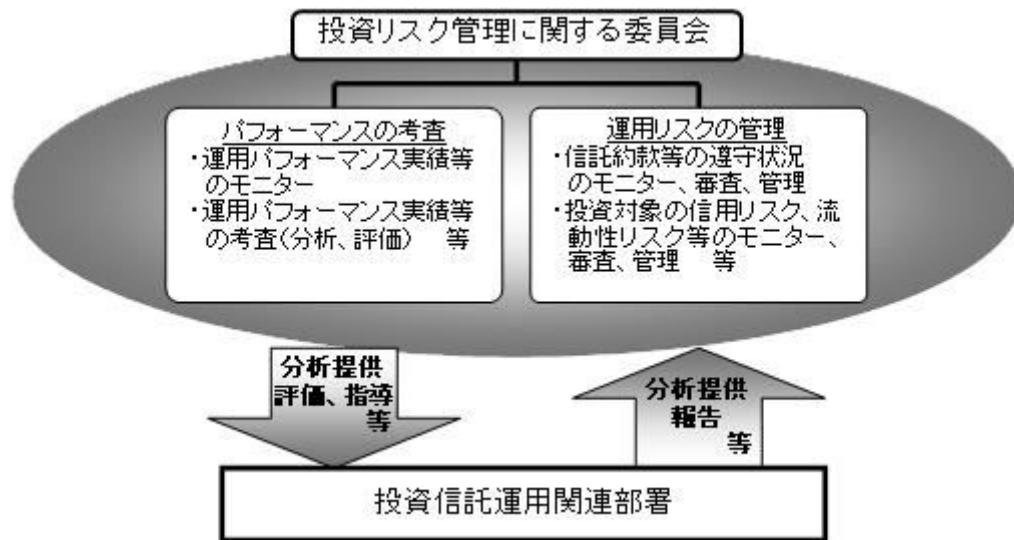 投資リスク管理に関する委員会
パフォーマンスの考査
・運用パフォーマンス実績等
のモニター
・運用パフォーマンス実績等
の考査(分析、評価) 等
運用リスクの管理
・信託約款等の遵守状況
のモニター、審査、管理
・投資対象の信用リスク、流
動性リスク等のモニター、
審査、管理 等
分析提供
評価、指導
等
分析提供
報告
等
投資信託運用関連部署